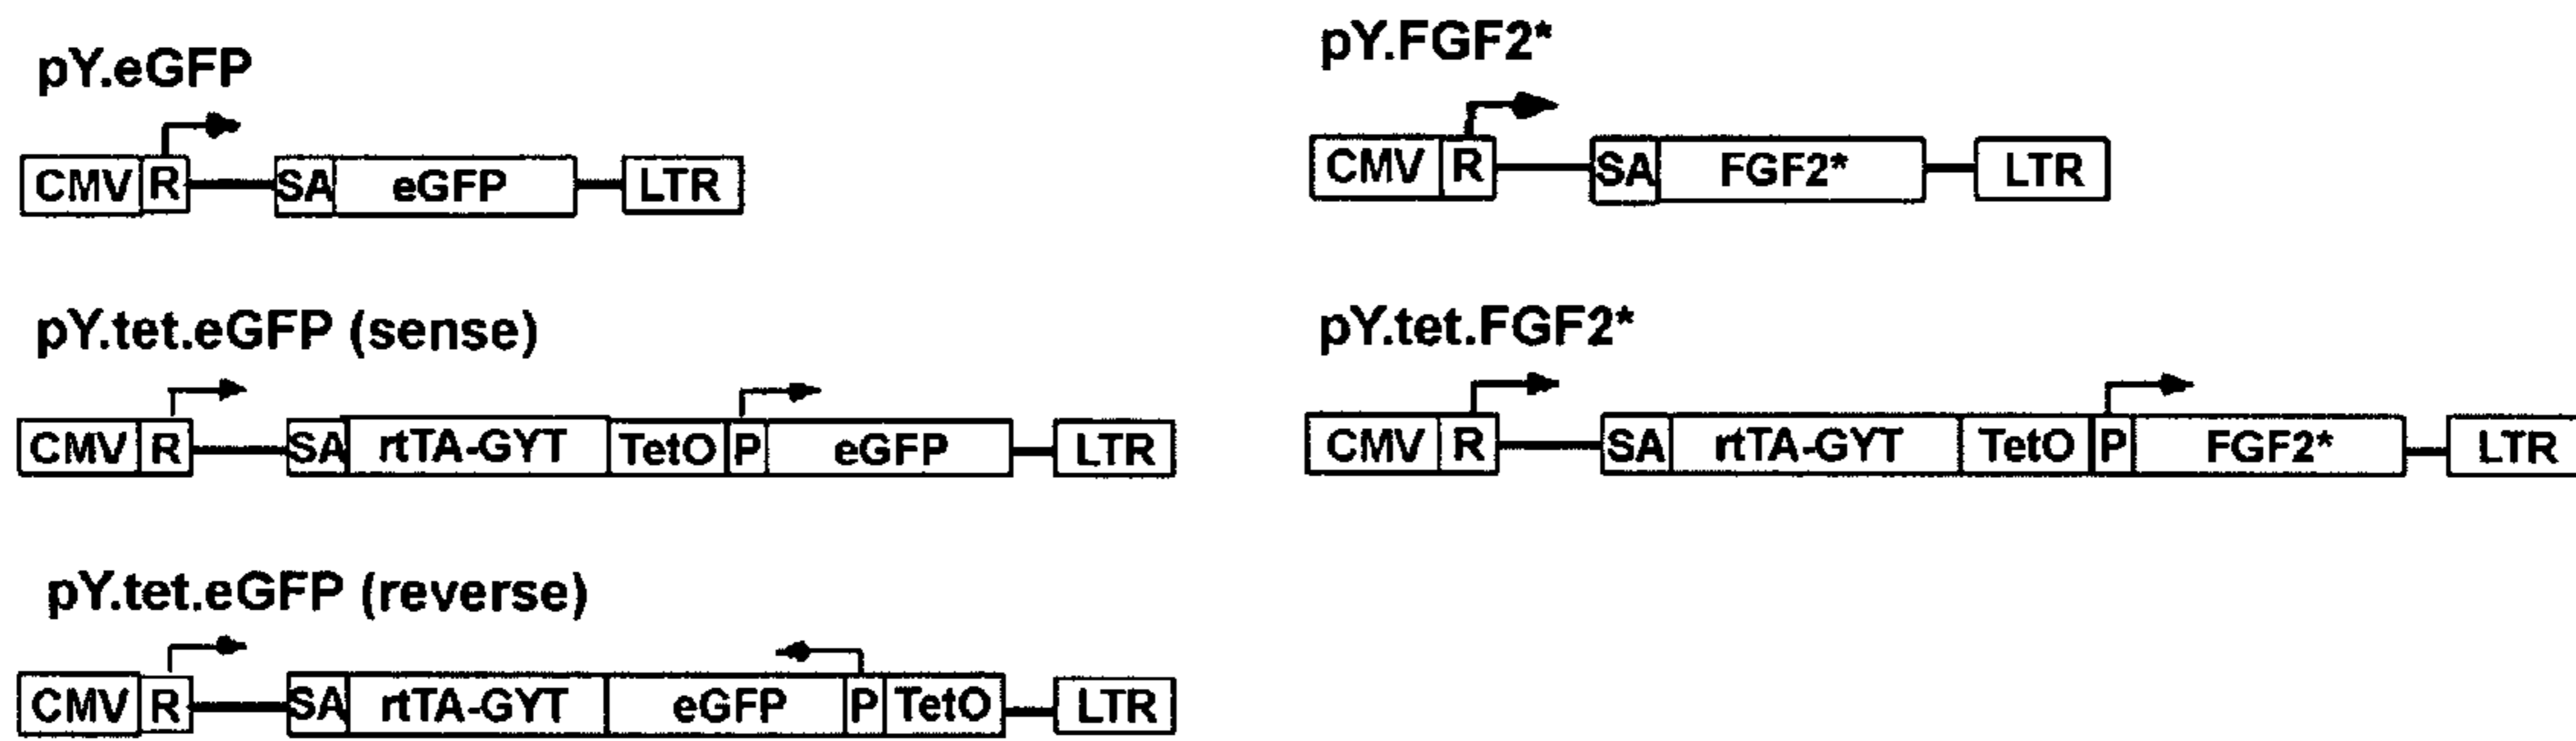 pY.eGFP
CMV R SA eGFP LTR
pY.tet.eGFP (sense)
CMV R SA rtTA-GYT TetO P eGFP LTR
pY.tet.eGFP (reverse)
CMV R SA rtTA-GYT eGFP P TetO LTR
pY.FGF2*
CMV R SA FGF2* LTR
pY.tet.FGF2*
CMV R SA rtTA-GYT TetO P FGF2* LTR